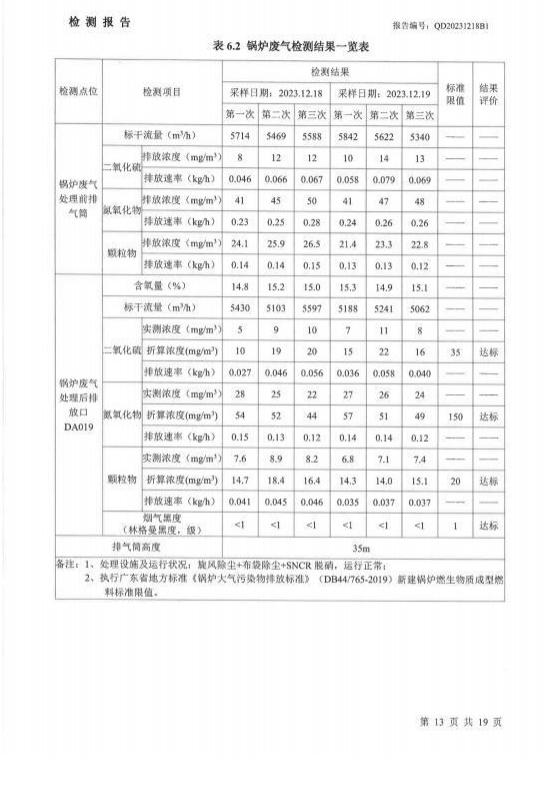 检 测 报 告
报告编号：QD20231218B1
表 6.2 锅炉废气检测结果一览表
检测点位 检测项目 检测结果 标准限值 结果评价
采样日期：2023.12.18 采样日期：2023.12.19
第一次 第二次 第三次 第一次 第二次 第三次
锅炉废气处理前排气筒
标干流量（m³/h） 5714 5469 5588 5842 5622 5340 —— ——
二氧化硫 排放浓度（mg/m³） 8 12 12 10 14 13 —— ——
排放速率（kg/h） 0.046 0.066 0.067 0.058 0.079 0.069 —— ——
氮氧化物 排放浓度（mg/m³） 41 45 50 41 47 48 —— ——
排放速率（kg/h） 0.23 0.25 0.28 0.24 0.26 0.26 —— ——
颗粒物 排放浓度（mg/m³） 24.1 25.9 26.5 21.4 23.3 22.8 —— ——
排放速率（kg/h） 0.14 0.14 0.15 0.13 0.13 0.12 —— ——
锅炉废气处理后排放口 DA019
含氧量（%） 14.8 15.2 15.0 15.3 14.9 15.1 —— ——
标干流量（m³/h） 5430 5103 5597 5188 5241 5062 —— ——
二氧化硫 实测浓度（mg/m³） 5 9 10 7 11 8 —— ——
折算浓度(mg/m³) 10 19 20 15 22 16 35 达标
排放速率（kg/h） 0.027 0.046 0.056 0.036 0.058 0.040 —— ——
氮氧化物 实测浓度（mg/m³） 28 25 22 27 26 24 —— ——
折算浓度(mg/m³) 54 52 44 57 51 49 150 达标
排放速率（kg/h） 0.15 0.13 0.12 0.14 0.14 0.12 —— ——
颗粒物 实测浓度（mg/m³） 7.6 8.9 8.2 6.8 7.1 7.4 —— ——
折算浓度(mg/m³) 14.7 18.4 16.4 14.3 14.0 15.1 20 达标
排放速率（kg/h） 0.041 0.045 0.046 0.035 0.037 0.037 —— ——
烟气黑度（林格曼黑度，级） <1 <1 <1 <1 <1 <1 1 达标
排气筒高度 35m
备注：1、处理设施及运行状况：旋风除尘+布袋除尘+SNCR 脱硝，运行正常；
2、执行广东省地方标准《锅炉大气污染物排放标准》（DB44/765-2019）新建锅炉燃生物质成型燃
料标准限值。
第 13 页 共 19 页